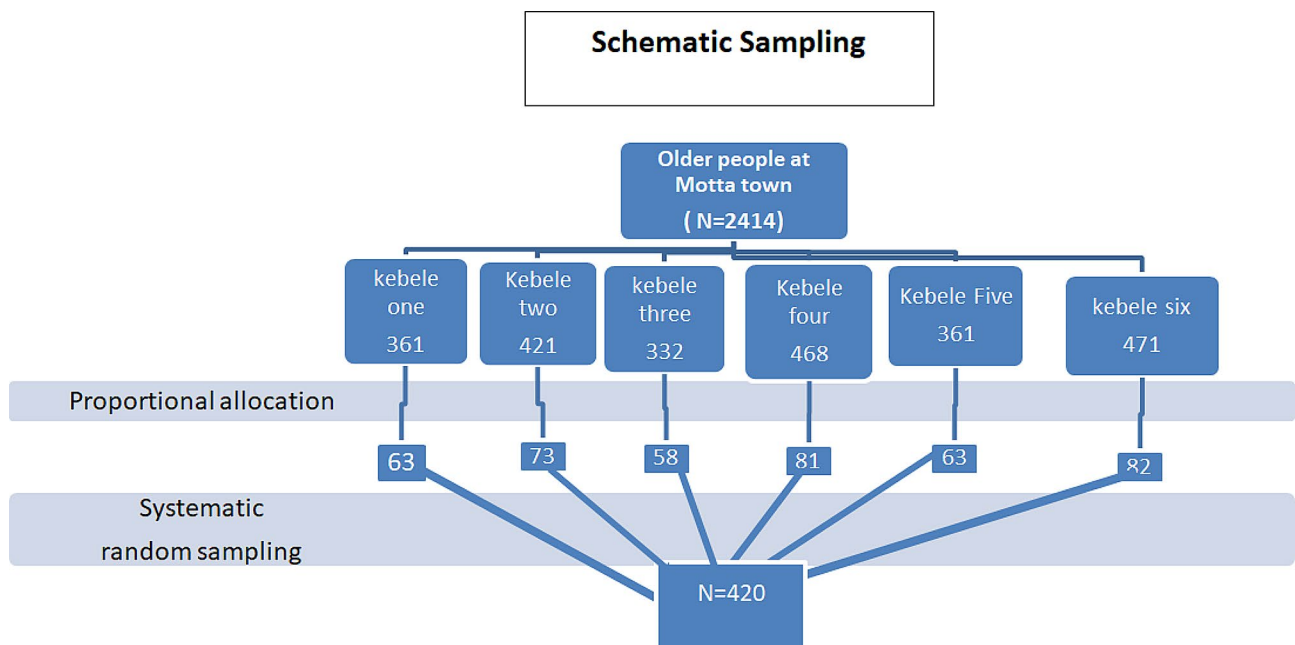 Schematic Sampling
Older people at
Motta town
( N=2414)
kebele
one
361
Kebele
two
421
kebele
three
332
Kebele
four
468
Kebele Five
361
kebele six
471
Proportional allocation
63
73
58
81
63
82
Systematic
random sampling
N=420